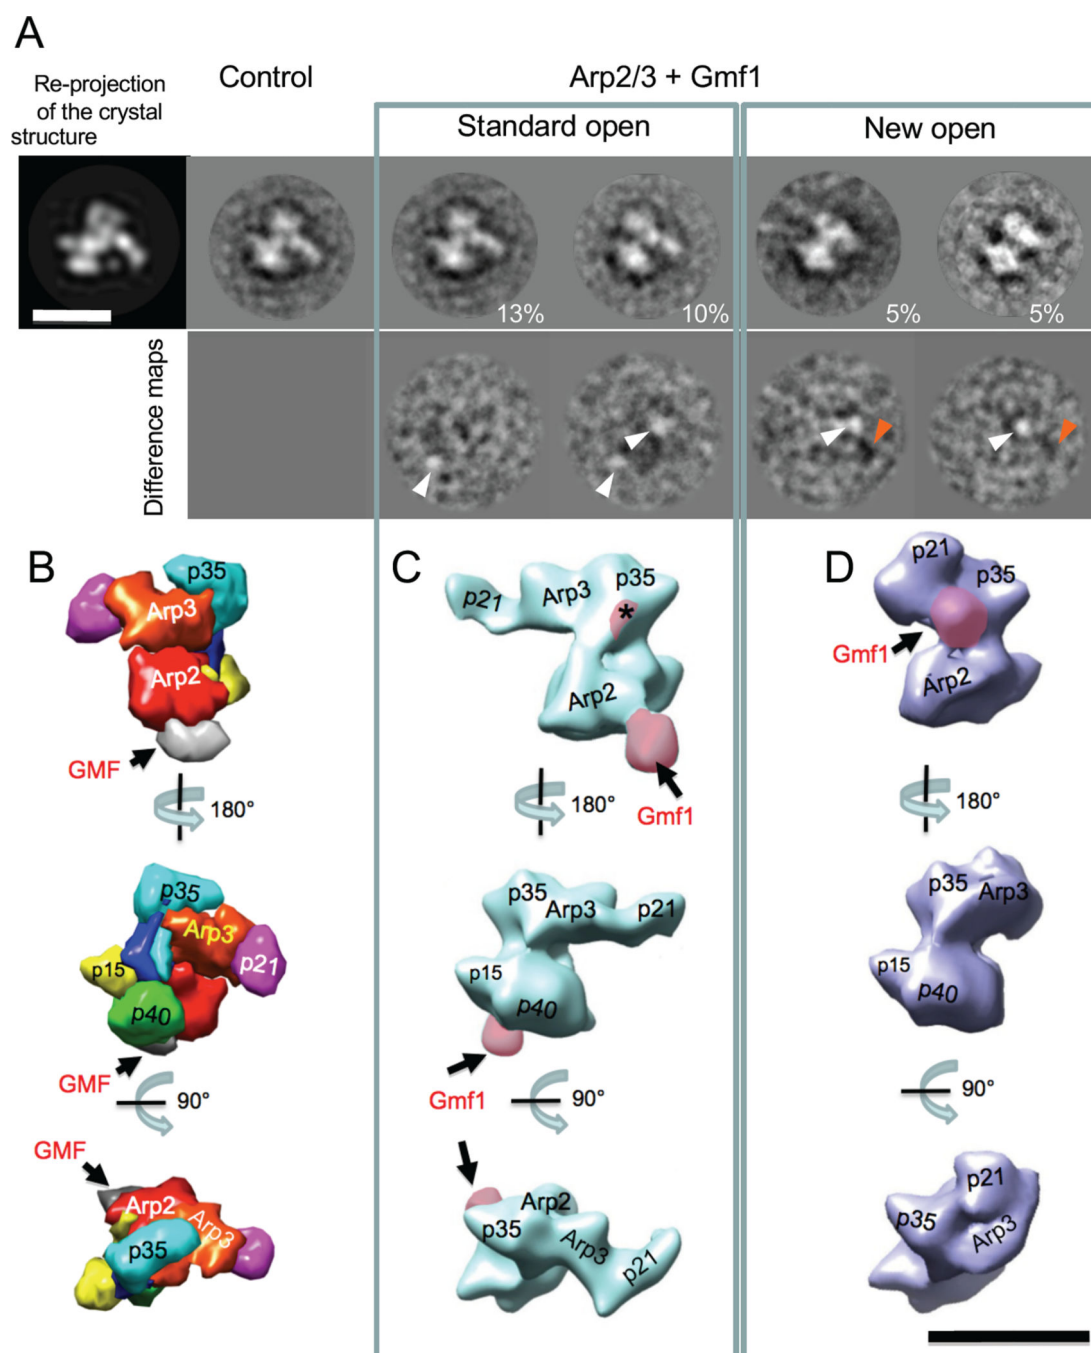 A
Re-projection
of the crystal
structure
Control
Arp2/3 + Gmf1
Standard open
New open
13%
10%
5%
5%
Difference maps
B
p35
Arp3
Arp2
GMF
180°
p35
Arp3
p15
p21
p40
GMF
90°
GMF
Arp2
Arp3
p35
C
p21
Arp3
p35
*
Arp2
Gmf1
180°
p35
Arp3
p21
p15
p40
Gmf1
90°
Arp2
p35
Arp3
p21
D
p21
p35
Gmf1
Arp2
180°
p35
Arp3
p15
p40
90°
p21
p35
Arp3